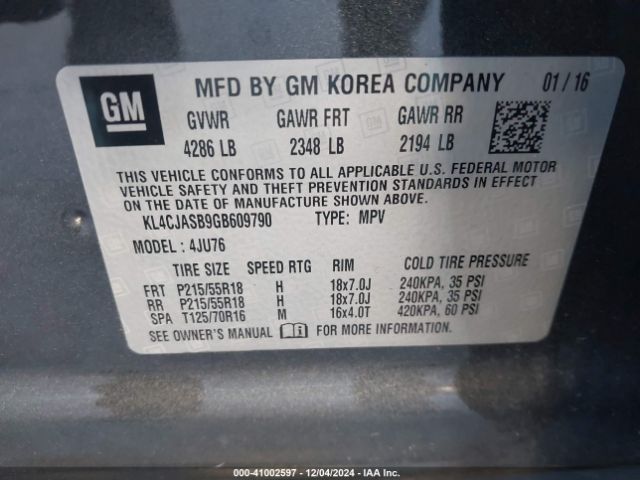 GM MFD BY GM KOREA COMPANY 01/16
GVWR GAWR FRT GAWR RR
4286 LB 2348 LB 2194 LB
THIS VEHICLE CONFORMS TO ALL APPLICABLE U.S. FEDERAL MOTOR
VEHICLE SAFETY AND THEFT PREVENTION STANDARDS IN EFFECT
ON THE DATE OF MANUFACTURE SHOWN ABOVE.
KL4CJASB9GB609790 TYPE: MPV
MODEL: 4JU76
TIRE SIZE SPEED RTG RIM COLD TIRE PRESSURE
FRT P215/55R18 H 18x7.0J 240KPA, 35 PSI
RR P215/55R18 H 18x7.0J 240KPA, 35 PSI
SPA T125/70R16 M 16x4.0T 420KPA, 60 PSI
SEE OWNER'S MANUAL FOR MORE INFORMATION
000-41002597 - 12/04/2024 - IAA Inc.